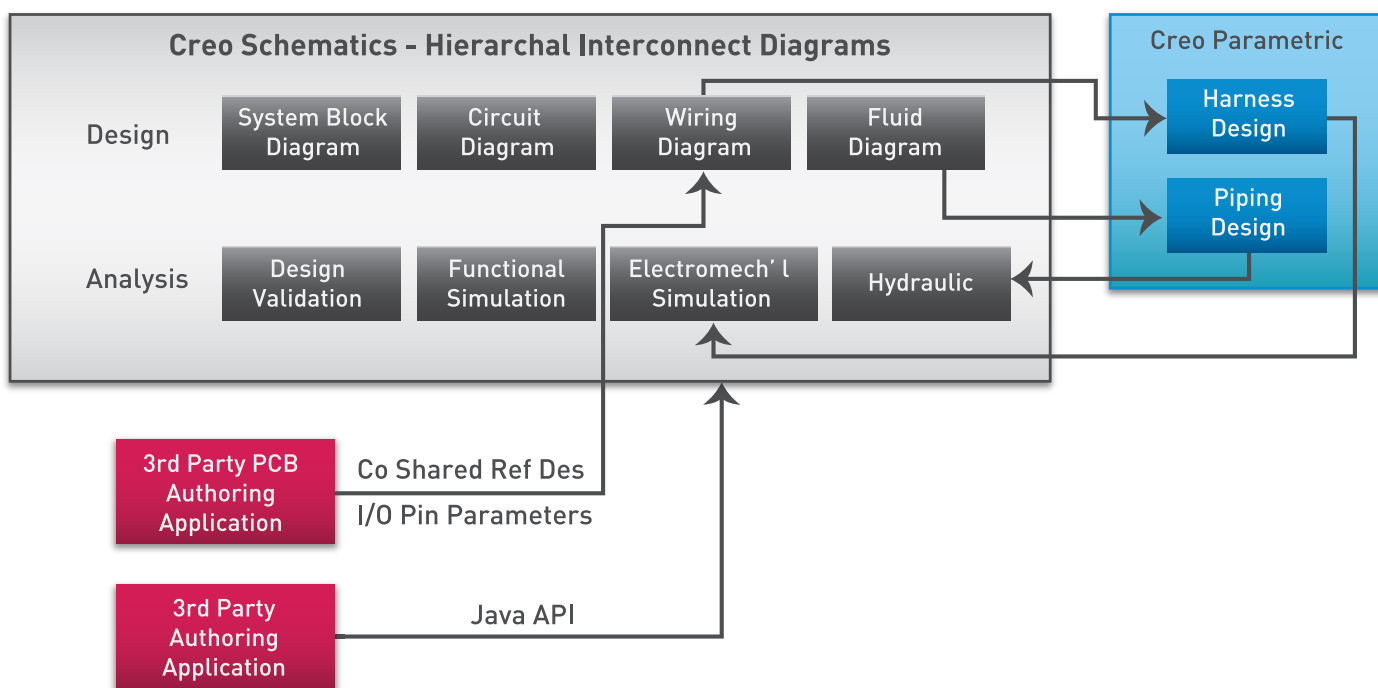 Creo Schematics - Hierarchal Interconnect Diagrams
Creo Parametric
Design
System Block
Diagram
Circuit
Diagram
Wiring
Diagram
Fluid
Diagram
Harness
Design
Piping
Design
Analysis
Design
Validation
Functional
Simulation
Electromech' l
Simulation
Hydraulic
3rd Party PCB
Authoring
Application
Co Shared Ref Des
I/O Pin Parameters
3rd Party
Authoring
Application
Java API